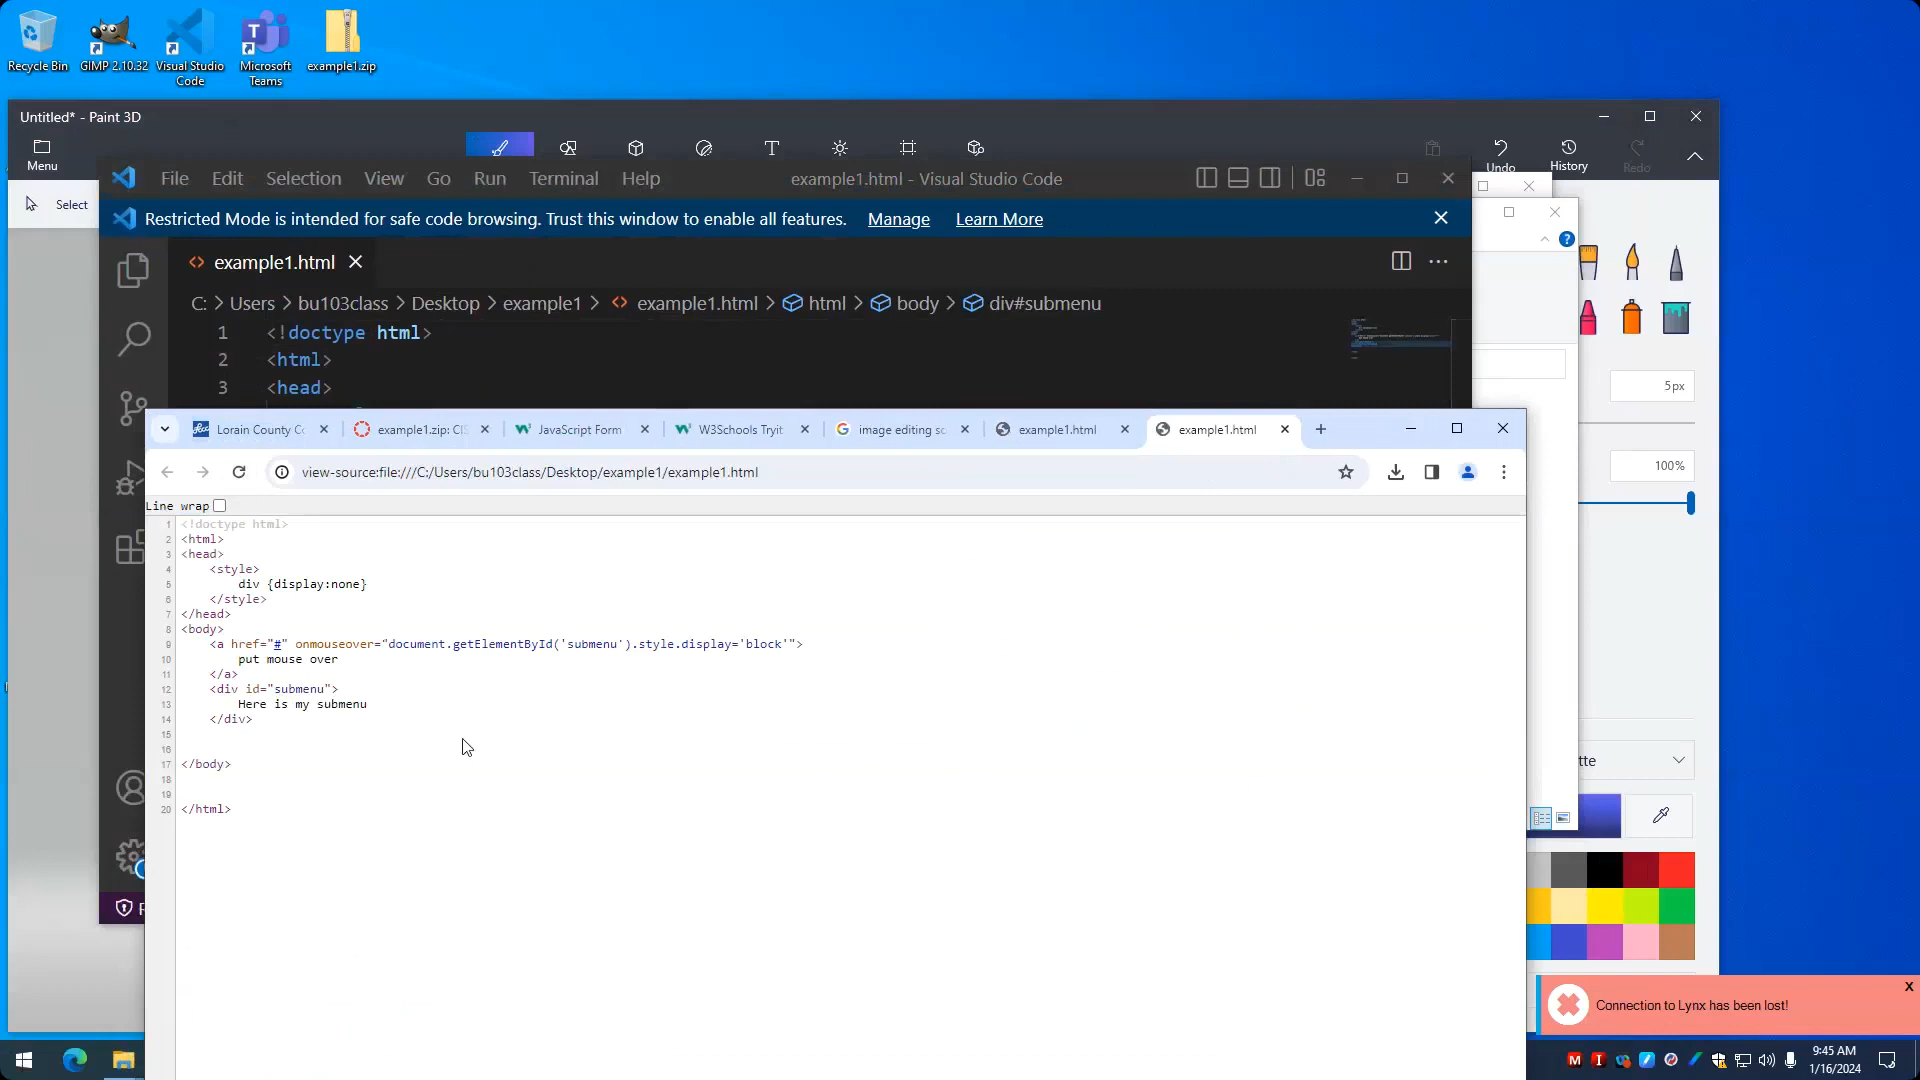 Recycle Bin
GIMP 2.10.32
Visual Studio
Code
Microsoft
Teams
example1.zip
Untitled* - Paint 3D
Menu
Undo
History
Redo
Select
File Edit Selection View Go Run Terminal Help
example1.html - Visual Studio Code
Restricted Mode is intended for safe code browsing. Trust this window to enable all features. Manage Learn More
example1.html
C: > Users > bu103class > Desktop > example1 > example1.html > html > body > div#submenu
1 <!doctype html>
2 <html>
3 <head>
5px
100%
tte
Lorain County Co
example1.zip: CIS
JavaScript Form
W3Schools Tryit
image editing so
example1.html
example1.html
view-source:file:///C:/Users/bu103class/Desktop/example1/example1.html
Line wrap
1 <!doctype html>
2 <html>
3 <head>
4 <style>
5 div {display:none}
6 </style>
7 </head>
8 <body>
9 <a href="#" onmouseover="document.getElementById('submenu').style.display='block'">
10 put mouse over
11 </a>
12 <div id="submenu">
13 Here is my submenu
14 </div>
15
16
17 </body>
18
19
20 </html>
Connection to Lynx has been lost!
X
9:45 AM
1/16/2024